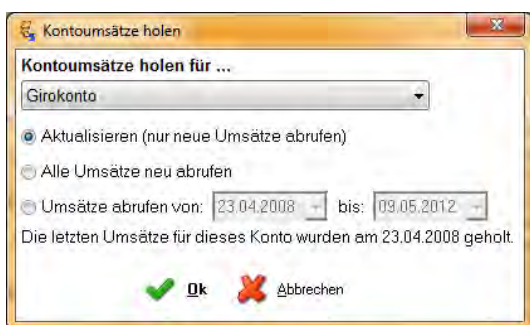 Kontoumsätze holen
Kontoumsätze holen für ...
Girokonto
Aktualisieren (nur neue Umsätze abrufen)
Alle Umsätze neu abrufen
Umsätze abrufen von: 23.04.2008 bis: 09.05.2012
Die letzten Umsätze für dieses Konto wurden am 23.04.2008 geholt.
Ok Abbrechen